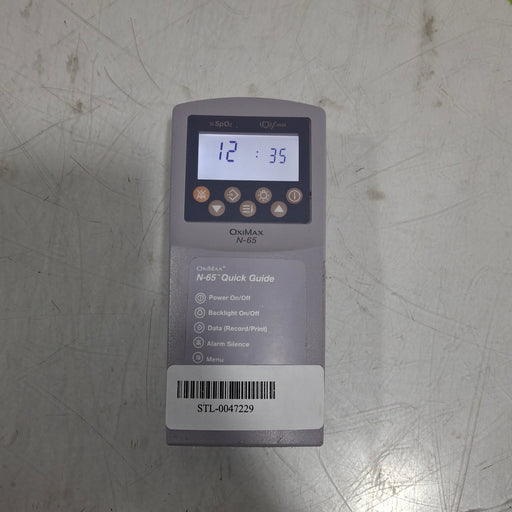 %SpO2
12 : 35
OXIMAX
N-65
OXIMAX®
N-65™ Quick Guide
Power On/Off
Backlight On/Off
Data (Record/Print)
Alarm Silence
Menu
STL-0047229